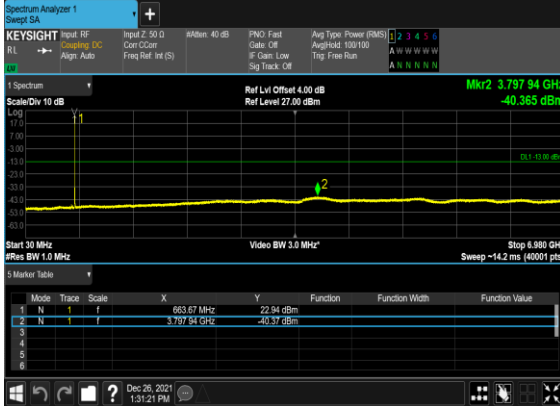 Spectrum Analyzer 1
Swept SA
+
KEYSIGHT Input: RF Input Z: 50 Ω #Atten: 40 dB PNO: Fast Avg Type: Power (RMS) 1 2 3 4 5 6
RL Coupling: DC Corr CCorr Gate: Off Avg|Hold: 100/100 A W W W W W
Align: Auto Freq Ref: Int (S) IF Gain: Low Trig: Free Run
Sig Track: Off A N N N N N
1 Spectrum
Ref Lvl Offset 4.00 dB Mkr2 3.797 94 GHz
Scale/Div 10 dB Ref Level 27.00 dBm -40.365 dBm
Log
17.0 1
7.00
-3.00
-13.0 DL1 -13.00 dBm
-23.0
-33.0 2
-43.0
-53.0
-63.0
Start 30 MHz Video BW 3.0 MHz* Stop 6.980 GHz
#Res BW 1.0 MHz Sweep ~14.2 ms (40001 pts)
5 Marker Table
Mode Trace Scale X Y Function Function Width Function Value
1 N 1 f 663.67 MHz 22.94 dBm
2 N 1 f 3.797 94 GHz -40.37 dBm
3
4
5
6
? Dec 26, 2021
1:31:21 PM